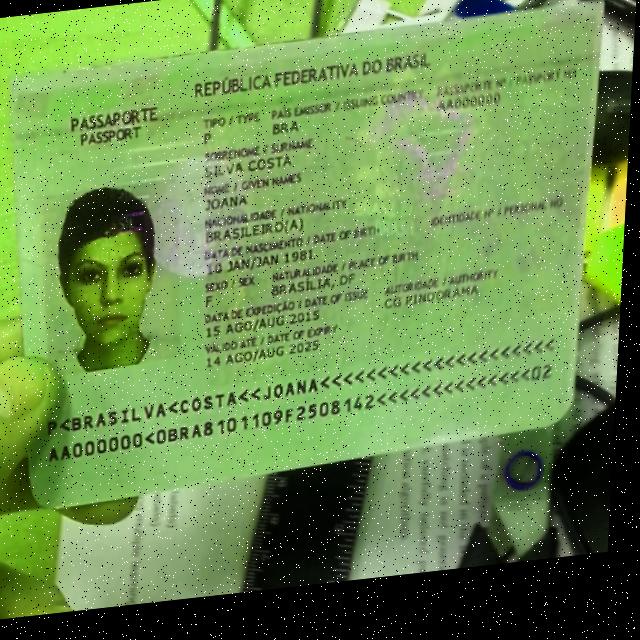 REPÚBLICA FEDERATIVA DO BRASIL
PASSAPORTE
PASSPORT
TIPO / TYPE PAÍS EMISSOR / ISSUING COUNTRY PASSAPORTE Nº / PASSPORT Nº
P BRA AA000000
SOBRENOME / SURNAME
SILVA COSTA
NOME / GIVEN NAMES
JOANA
NACIONALIDADE / NATIONALITY
BRASILEIRO(A)
DATA DE NASCIMENTO / DATE OF BIRTH IDENTIDADE Nº / PERSONAL NO
10 JAN/JAN 1981
SEXO / SEX NATURALIDADE / PLACE OF BIRTH
F BRASÍLIA, DF
DATA DE EXPEDIÇÃO / DATE OF ISSUE AUTORIDADE / AUTHORITY
15 AGO/AUG 2015 CG PINDORAMA
VALIDO ATÉ / DATE OF EXPIRY
14 AGO/AUG 2025
P<BRASILVA<COSTA<<JOANA<<<<<<<<<<<<<<<<<<<<<
AA000000<0BRA8101109F2508142<<<<<<<<<<<<<<02